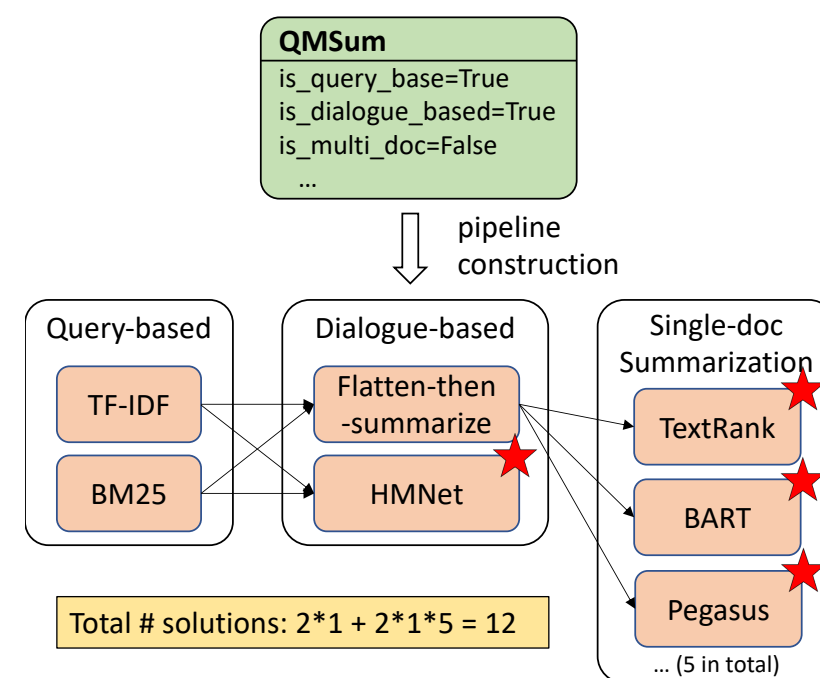 QMSum
is_query_base=True
is_dialogue_based=True
is_multi_doc=False
...
pipeline
construction
Query-based
TF-IDF
BM25
Dialogue-based
Flatten-then
-summarize
HMNet
Single-doc
Summarization
TextRank
BART
Pegasus
... (5 in total)
Total # solutions: 2*1 + 2*1*5 = 12